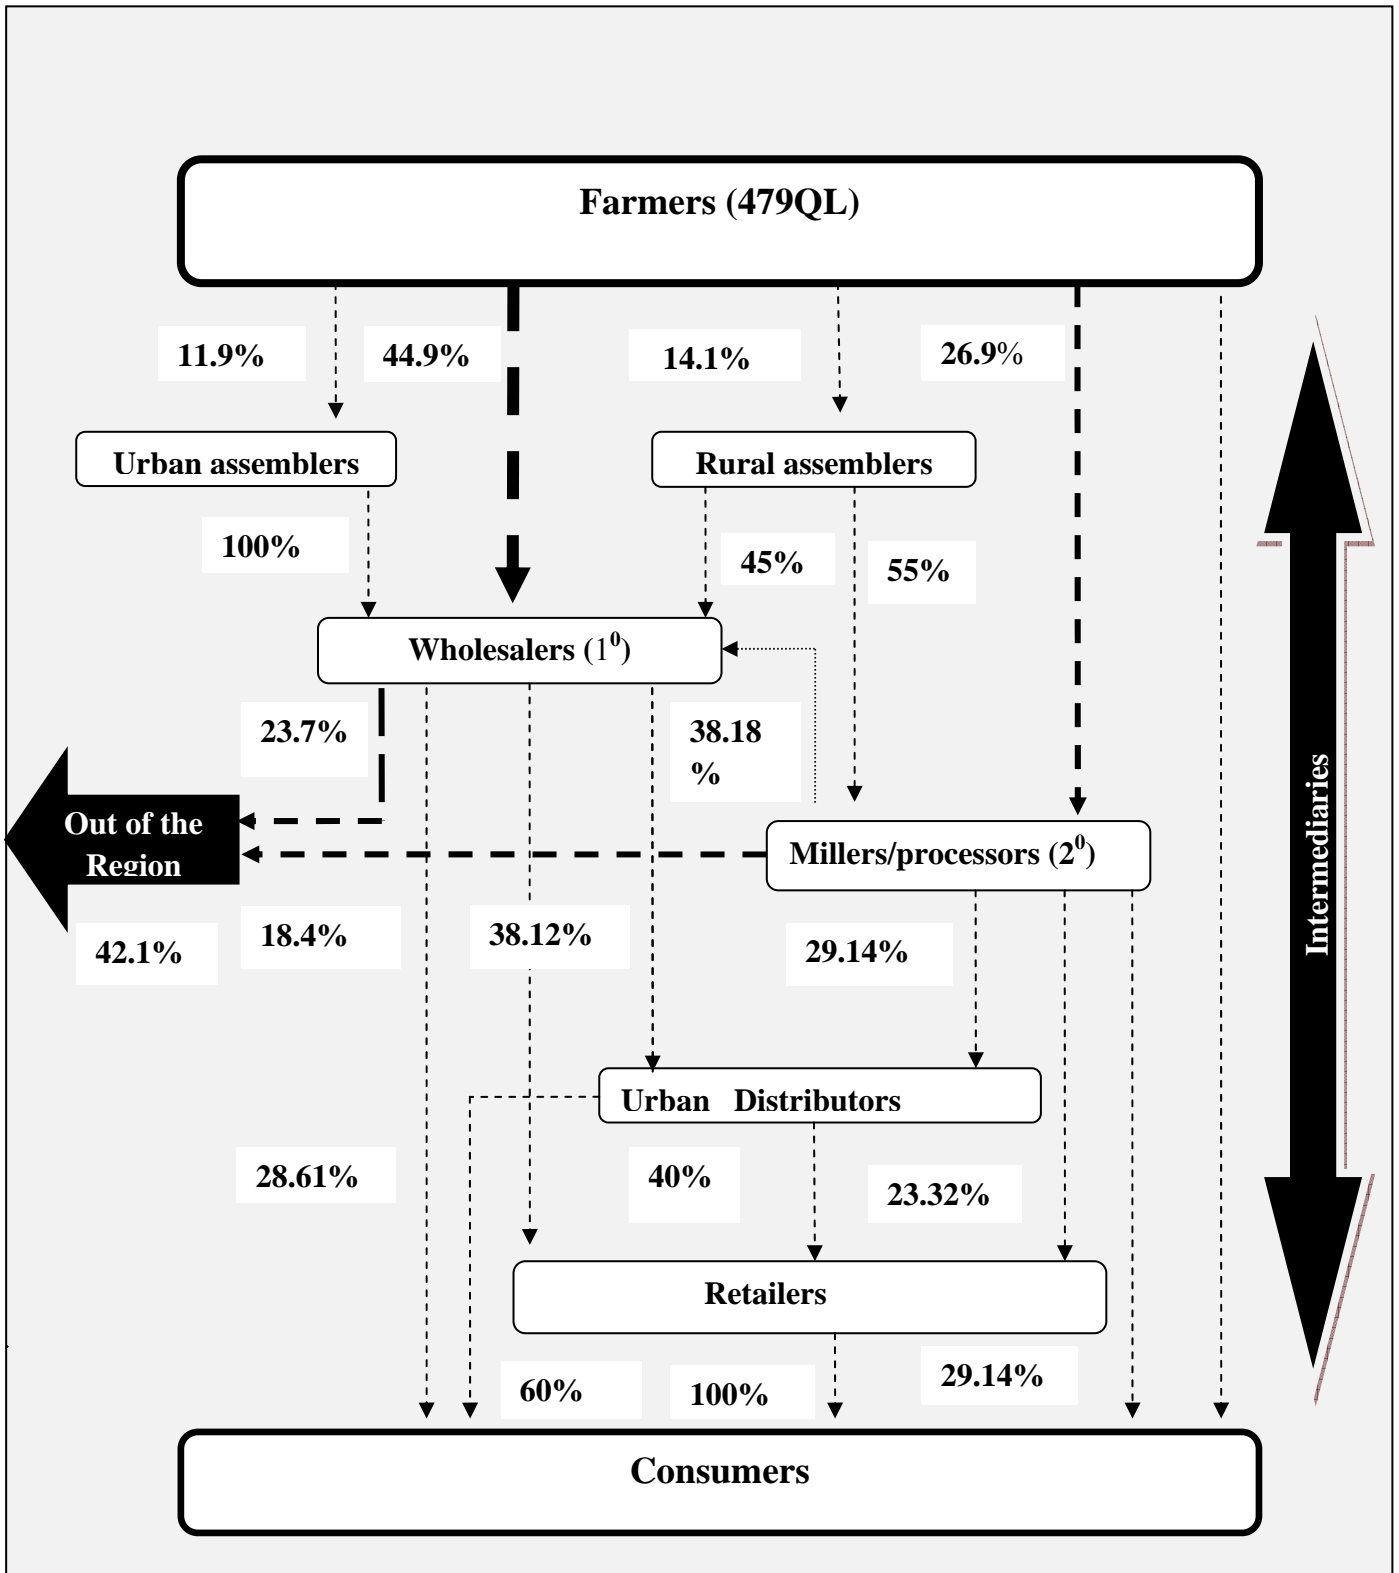 Farmers (479QL)
11.9%
44.9%
14.1%
26.9%
Urban assemblers
Rural assemblers
100%
45%
55%
Wholesalers (1⁰)
23.7%
38.18
%
Out of the
Region
Millers/processors (2⁰)
42.1%
18.4%
38.12%
29.14%
Intermediaries
Urban Distributors
28.61%
40%
23.32%
Retailers
60%
100%
29.14%
Consumers